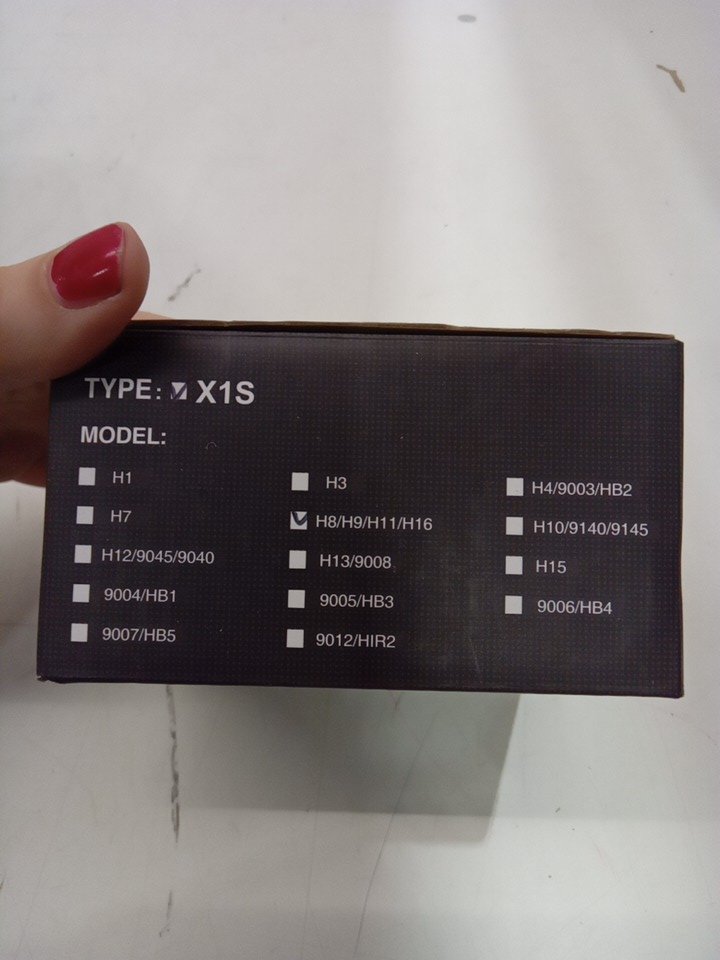 TYPE: X1S
MODEL:
H1 H3 H4/9003/HB2
H7 H8/H9/H11/H16 H10/9140/9145
H12/9045/9040 H13/9008 H15
9004/HB1 9005/HB3 9006/HB4
9007/HB5 9012/HIR2